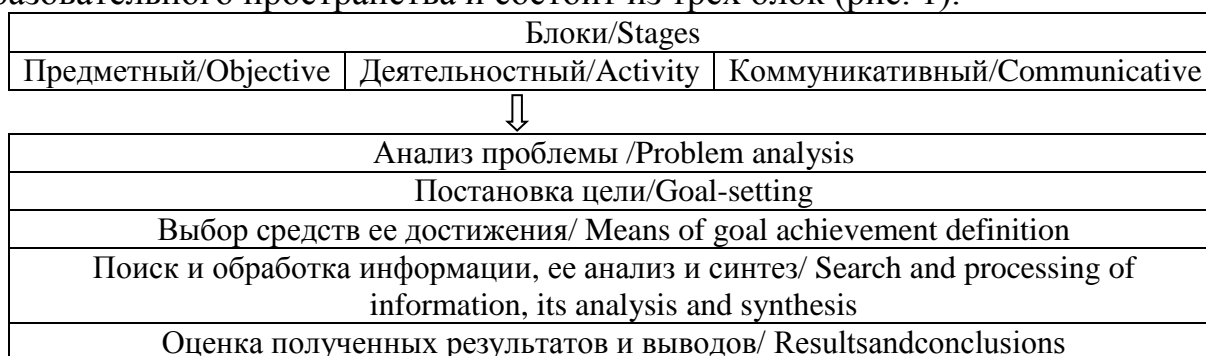 разовательного пространства и состоит из трех блок (рис. 1).
Блоки/Stages
Предметный/Objective Деятельностный/Activity Коммуникативный/Communicative
Анализ проблемы /Problem analysis
Постановка цели/Goal-setting
Выбор средств ее достижения/ Means of goal achievement definition
Поиск и обработка информации, ее анализ и синтез/ Search and processing of
information, its analysis and synthesis
Оценка полученных результатов и выводов/ Resultsandconclusions